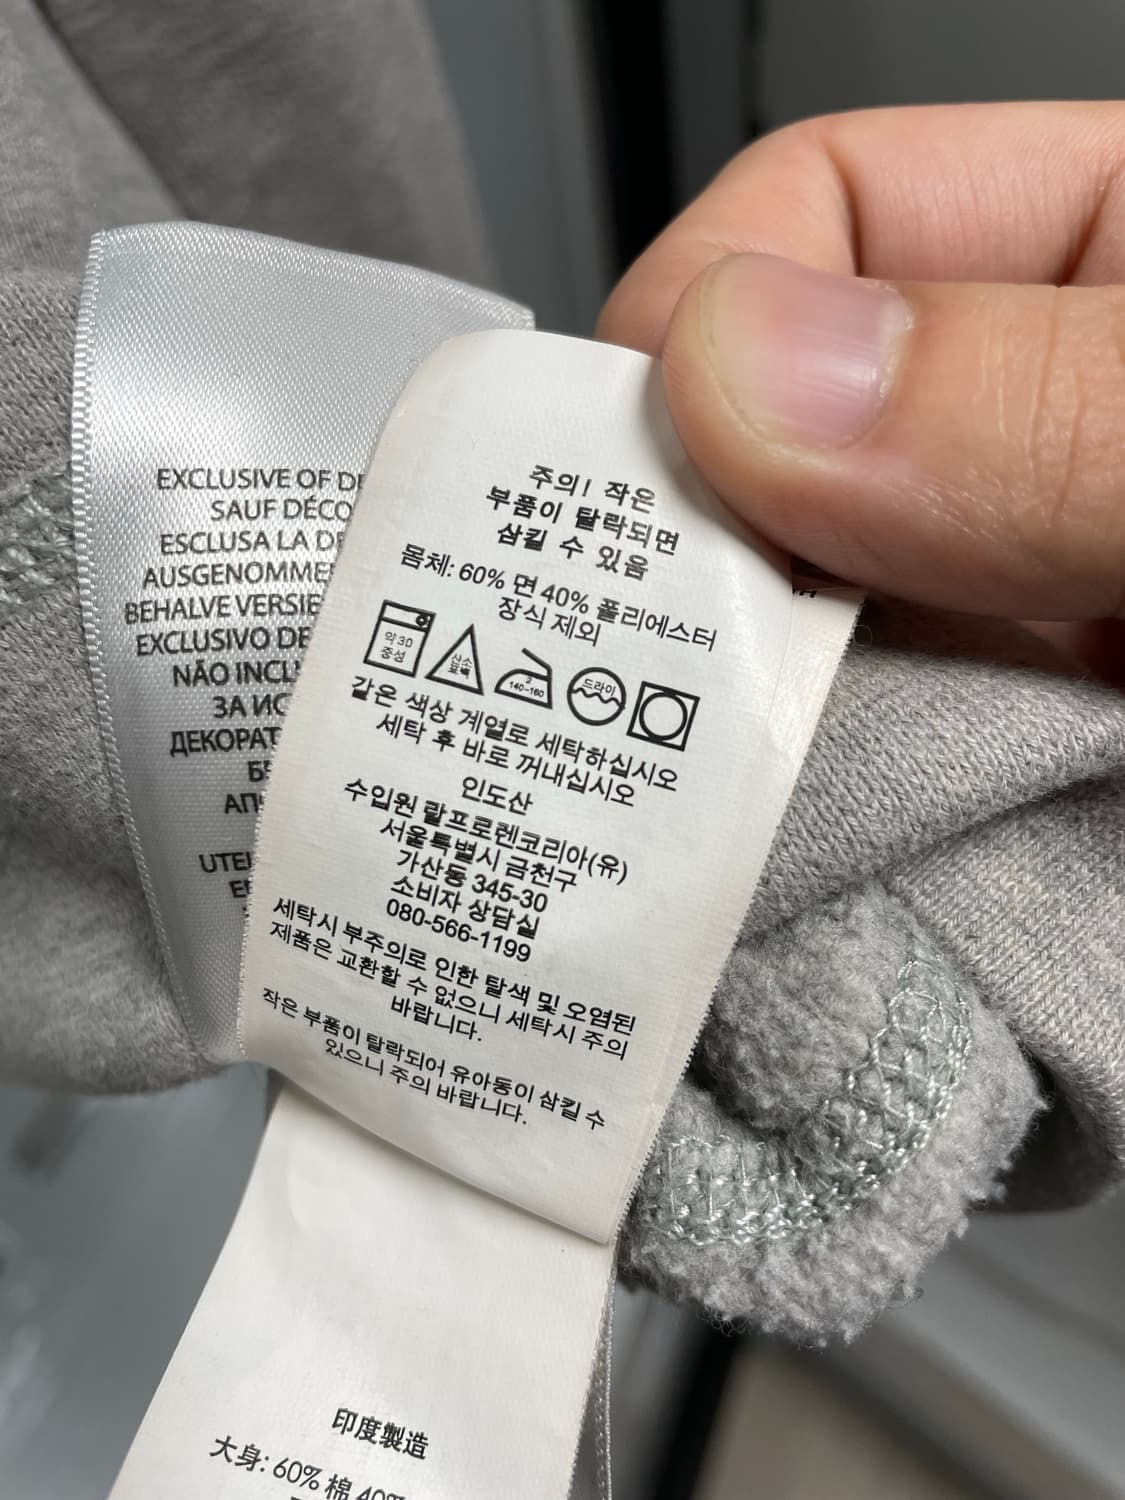 EXCLUSIVE OF
SAUF DÉCO
ESCLUSA LA
AUSGENOMME
BEHALVE VERSIE
EXCLUSIVO DE
NÃO INCL
ЗА ИС
ДЕКОРАТ
UTE
주의! 작은
부품이 탈락되면
삼킬 수 있음
몸체: 60% 면 40% 폴리에스터
장식 제외
약 30
중성
산소
표백
2
140-160
드라이
같은 색상 계열로 세탁하십시오
세탁 후 바로 꺼내십시오
인도산
수입원 랄프로렌코리아(유)
서울특별시 금천구
가산동 345-30
소비자 상담실
080-566-1199
세탁시 부주의로 인한 탈색 및 오염된
제품은 교환할 수 없으니 세탁시 주의
바랍니다.
작은 부품이 탈락되어 유아동이 삼킬 수
있으니 주의 바랍니다.
印度製造
大身: 60% 棉 40%